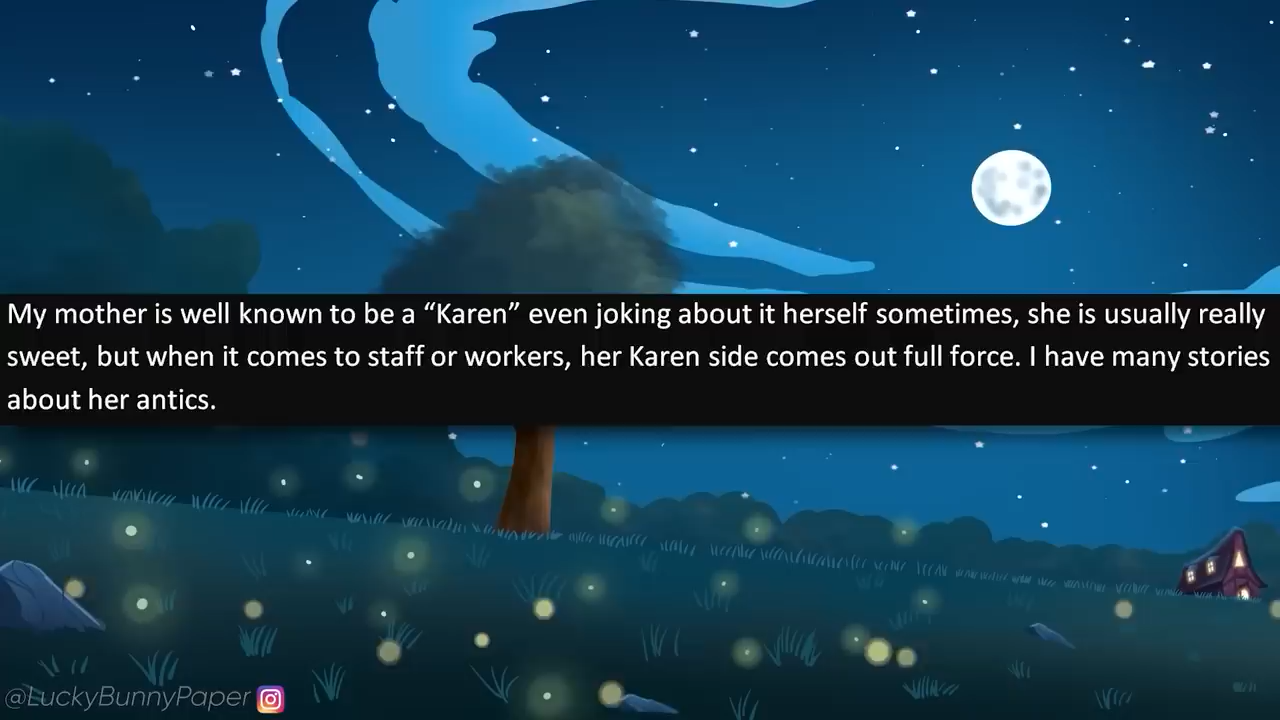 My mother is well known to be a “Karen” even joking about it herself sometimes, she is usually really
sweet, but when it comes to staff or workers, her Karen side comes out full force. I have many stories
about her antics.
@LuckyBunnyPaper